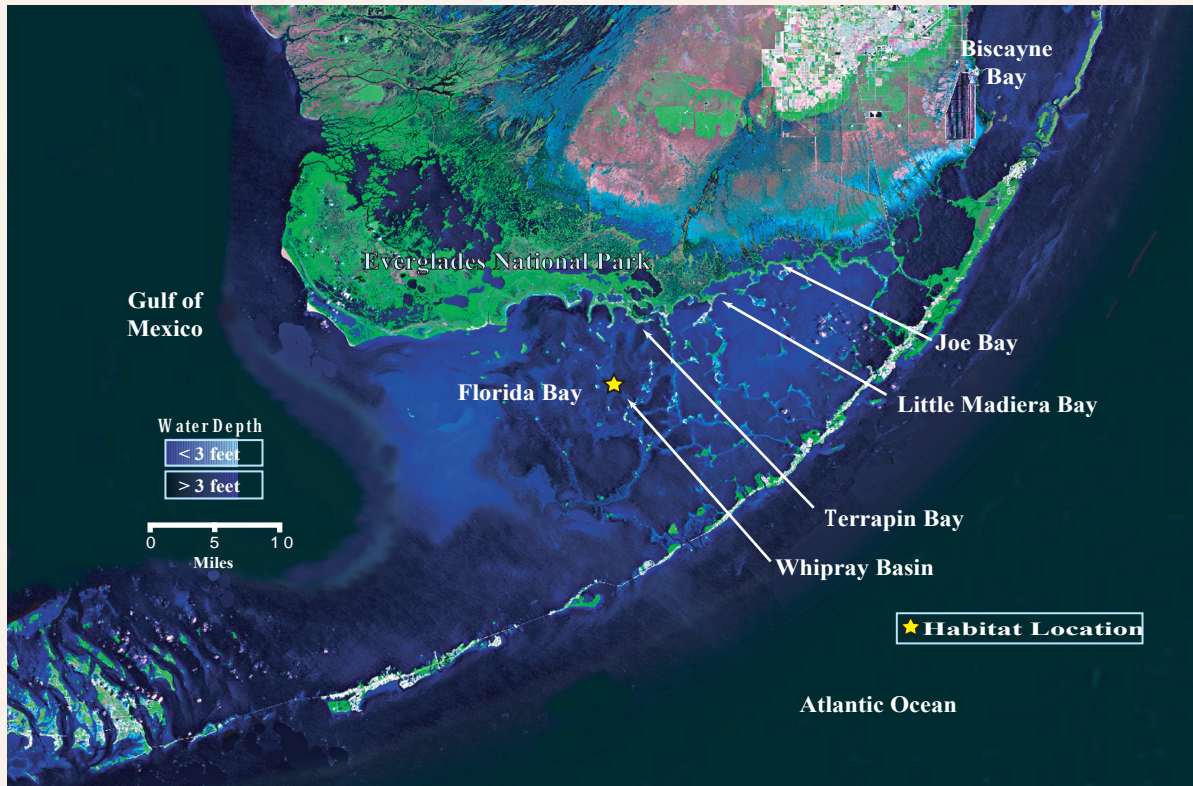 Biscayne
Bay
Everglades National Park
Gulf of
Mexico
Joe Bay
Florida Bay
Little Madiera Bay
Water Depth
< 3 feet
> 3 feet
Terrapin Bay
0 5 10
Miles
Whipray Basin
Habitat Location
Atlantic Ocean